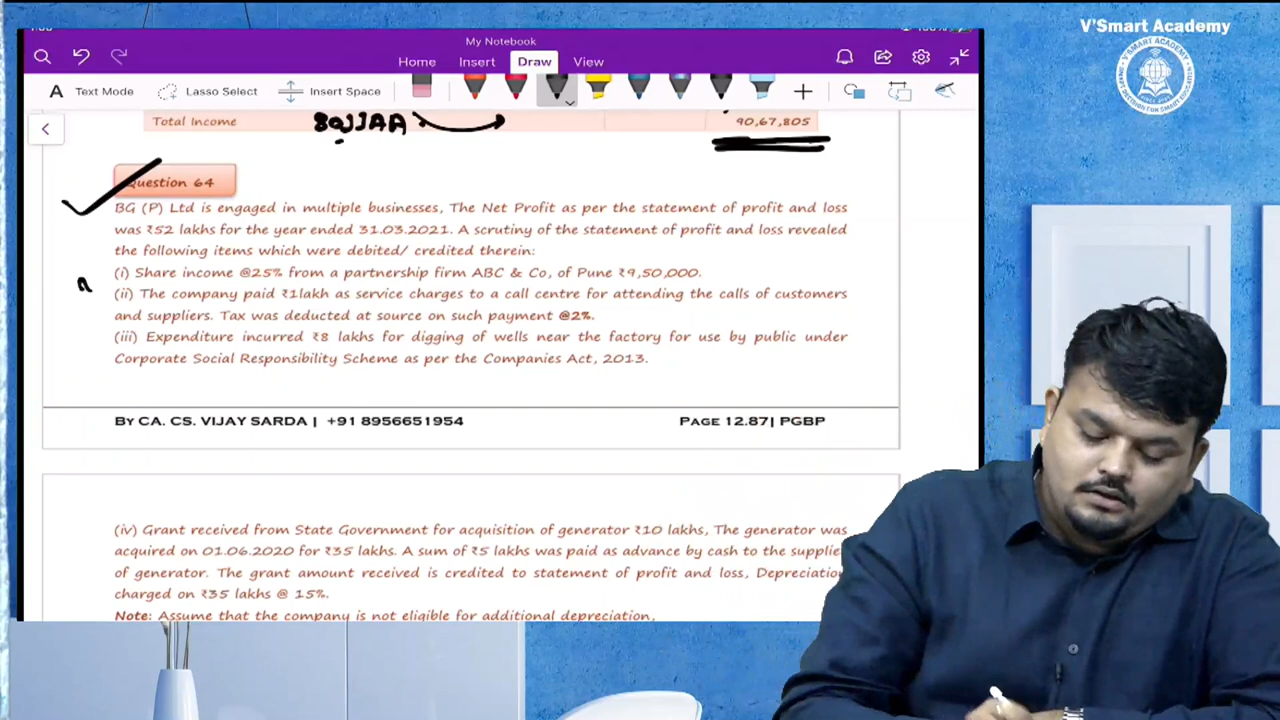 V'Smart Academy
My Notebook
Home Insert Draw View
Text Mode Lasso Select Insert Space
Total Income 80JJAA 90,67,805
Question 64
BG (P) Ltd is engaged in multiple businesses, The Net Profit as per the statement of profit and loss
was ₹52 lakhs for the year ended 31.03.2021. A scrutiny of the statement of profit and loss revealed
the following items which were debited/ credited therein:
(i) Share income @25% from a partnership firm ABC & Co, of Pune ₹9,50,000.
(ii) The company paid ₹1lakh as service charges to a call centre for attending the calls of customers
and suppliers. Tax was deducted at source on such payment @2%.
(iii) Expenditure incurred ₹8 lakhs for digging of wells near the factory for use by public under
Corporate Social Responsibility Scheme as per the Companies Act, 2013.
BY CA. CS. VIJAY SARDA | +91 8956651954 PAGE 12.87| PGBP
(iv) Grant received from State Government for acquisition of generator ₹10 lakhs, The generator was
acquired on 01.06.2020 for ₹35 lakhs. A sum of ₹5 lakhs was paid as advance by cash to the supplie
of generator. The grant amount received is credited to statement of profit and loss, Depreciation
charged on ₹35 lakhs @ 15%.
Note: Assume that the company is not eligible for additional depreciation,